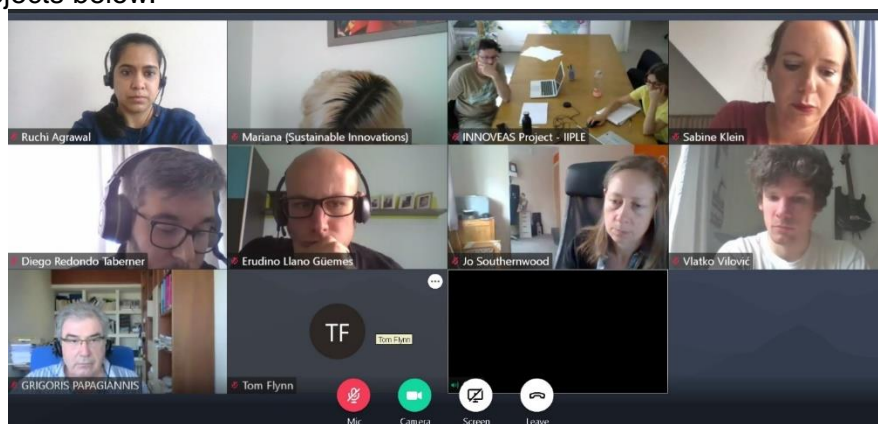 ojects below.
Ruchi Agrawal
Mariana (Sustainable Innovations)
INNOVEAS Project - IIPLE
Sabine Klein
Diego Redondo Taberner
Erudino Llano Güemes
Jo Southernwood
Vlatko Vilović
GRIGORIS PAPAGIANNIS
TF
Tom Flynn
Tom Flynn
Mic
Camera
Screen
Leave